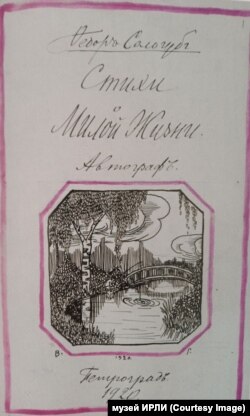 Ѳедоръ Сологубъ
Стихи
о
Милой Жизни.
Автографъ.
В. 1920 Г.
Петроградъ
1920
музей ИРЛИ (Courtesy Image)